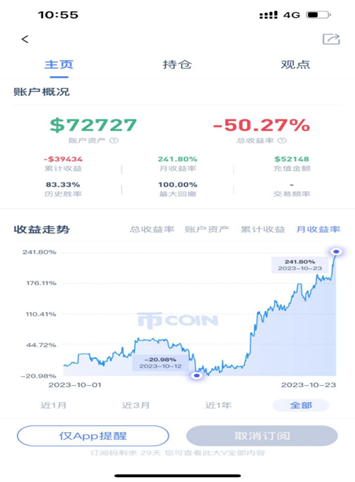 10:55
4G
主页 持仓 观点
账户概况
$72727 -50.27%
账户资产 总收益率
-$39434 241.80% $52148
累计收益 月收益率 充值金额
83.33% 100.00% -
历史胜率 最大回撤 交易频率
收益走势 总收益率 账户资产 累计收益 月收益率
241.80%
241.80%
2023-10-23
176.11%
110.41%
币COIN
44.72%
-20.98%
2023-10-12
-20.98%
2023-10-01 2023-10-23
近1月 近3月 近1年 全部
仅App提醒 取消订阅
订阅码剩余 29天 您可查看此大V全部内容